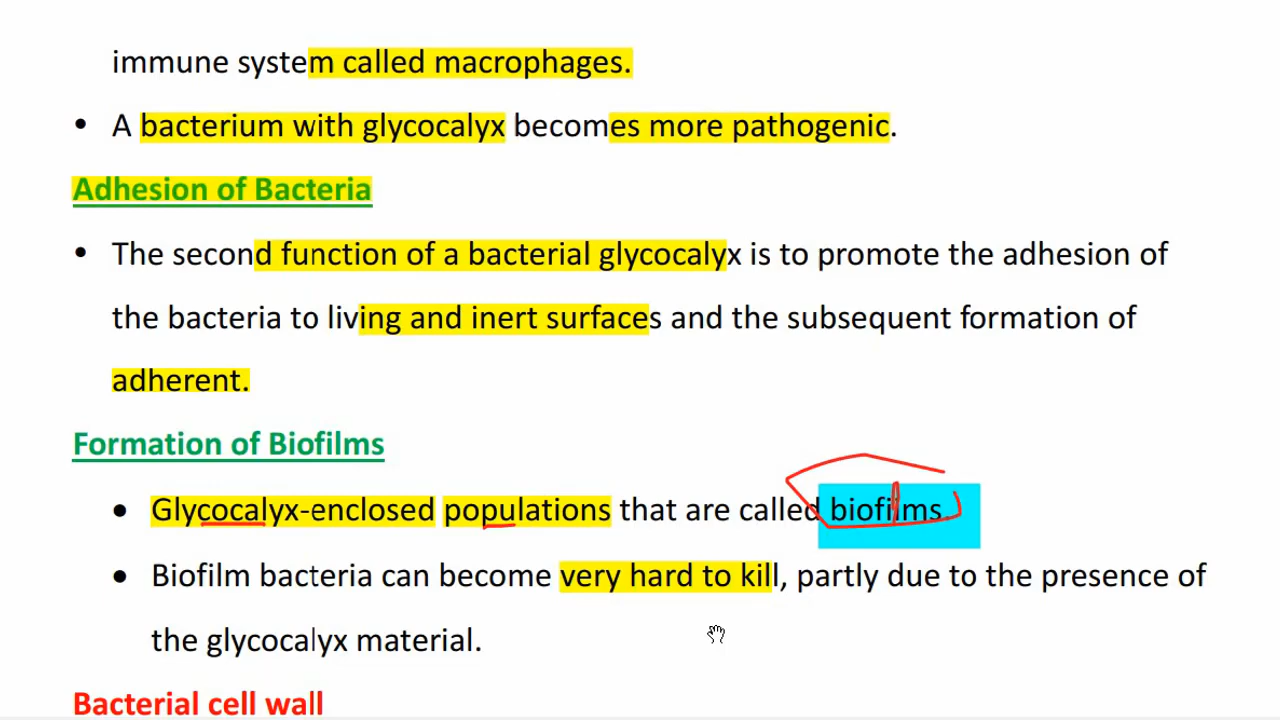 immune system called macrophages.
• A bacterium with glycocalyx becomes more pathogenic.
Adhesion of Bacteria
• The second function of a bacterial glycocalyx is to promote the adhesion of
the bacteria to living and inert surfaces and the subsequent formation of
adherent.
Formation of Biofilms
• Glycocalyx-enclosed populations that are called biofilms.
• Biofilm bacteria can become very hard to kill, partly due to the presence of
the glycocalyx material.
Bacterial cell wall